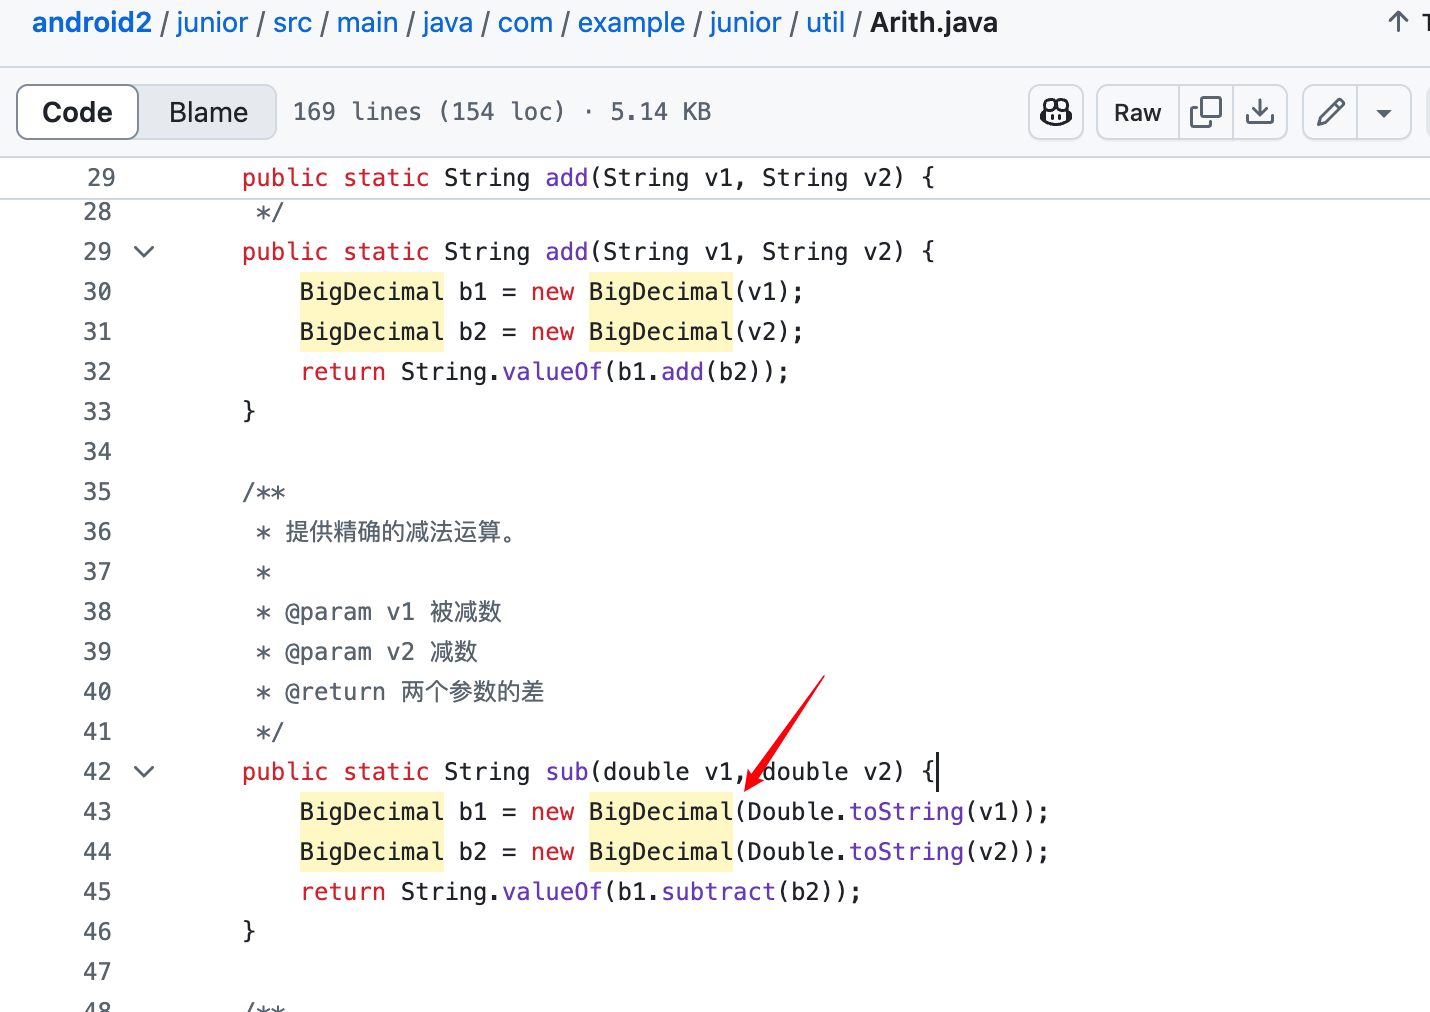 android2 / junior / src / main / java / com / example / junior / util / Arith.java
Code Blame 169 lines (154 loc) · 5.14 KB Raw
29 public static String add(String v1, String v2) {
28 */
29 public static String add(String v1, String v2) {
30 BigDecimal b1 = new BigDecimal(v1);
31 BigDecimal b2 = new BigDecimal(v2);
32 return String.valueOf(b1.add(b2));
33 }
34
35 /**
36 * 提供精确的减法运算。
37 *
38 * @param v1 被减数
39 * @param v2 减数
40 * @return 两个参数的差
41 */
42 public static String sub(double v1, double v2) {
43 BigDecimal b1 = new BigDecimal(Double.toString(v1));
44 BigDecimal b2 = new BigDecimal(Double.toString(v2));
45 return String.valueOf(b1.subtract(b2));
46 }
47
48 /**